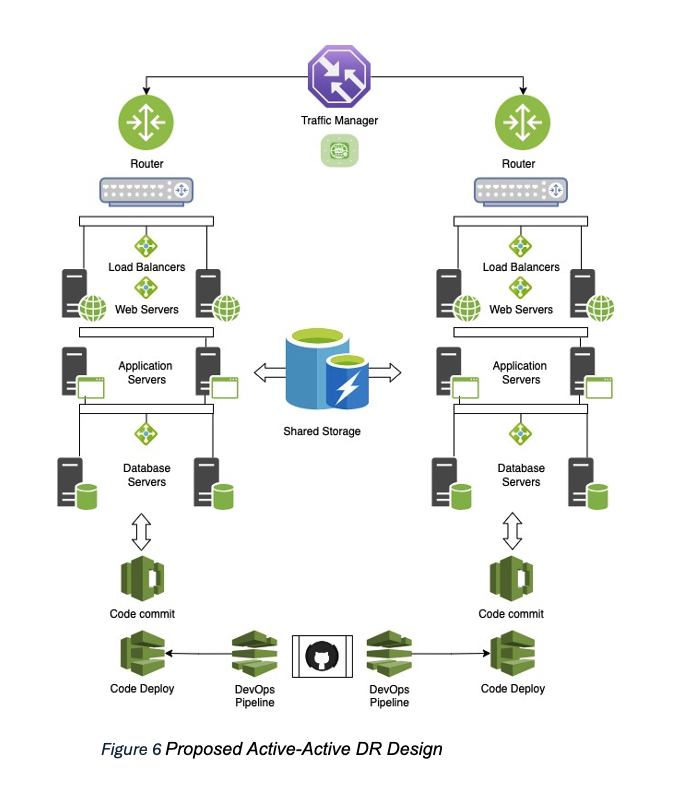 Traffic Manager
Router
Router
Load Balancers
Load Balancers
Web Servers
Web Servers
Application
Servers
Application
Servers
Shared Storage
Database
Servers
Database
Servers
Code commit
Code commit
Code Deploy
DevOps
Pipeline
DevOps
Pipeline
Code Deploy
Figure 6 Proposed Active-Active DR Design